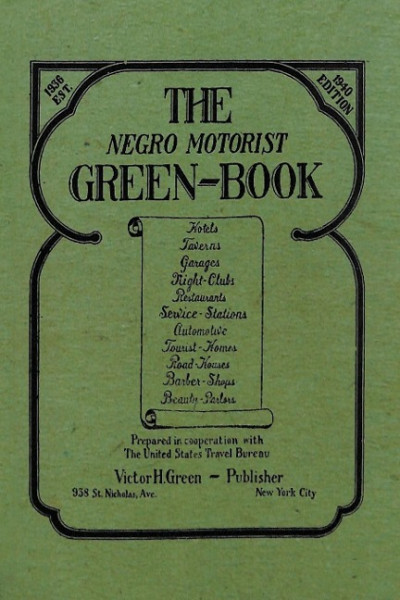 1936
EST.
1940
EDITION
THE
NEGRO MOTORIST
GREEN-BOOK
Hotels
Taverns
Garages
Night-Clubs
Restaurants
Service-Stations
Automotive
Tourist-Homes
Road-Houses
Barber-Shops
Beauty-Parlors
Prepared in cooperation with
The United States Travel Bureau
Victor H. Green - Publisher
938 St. Nicholas, Ave. New York City